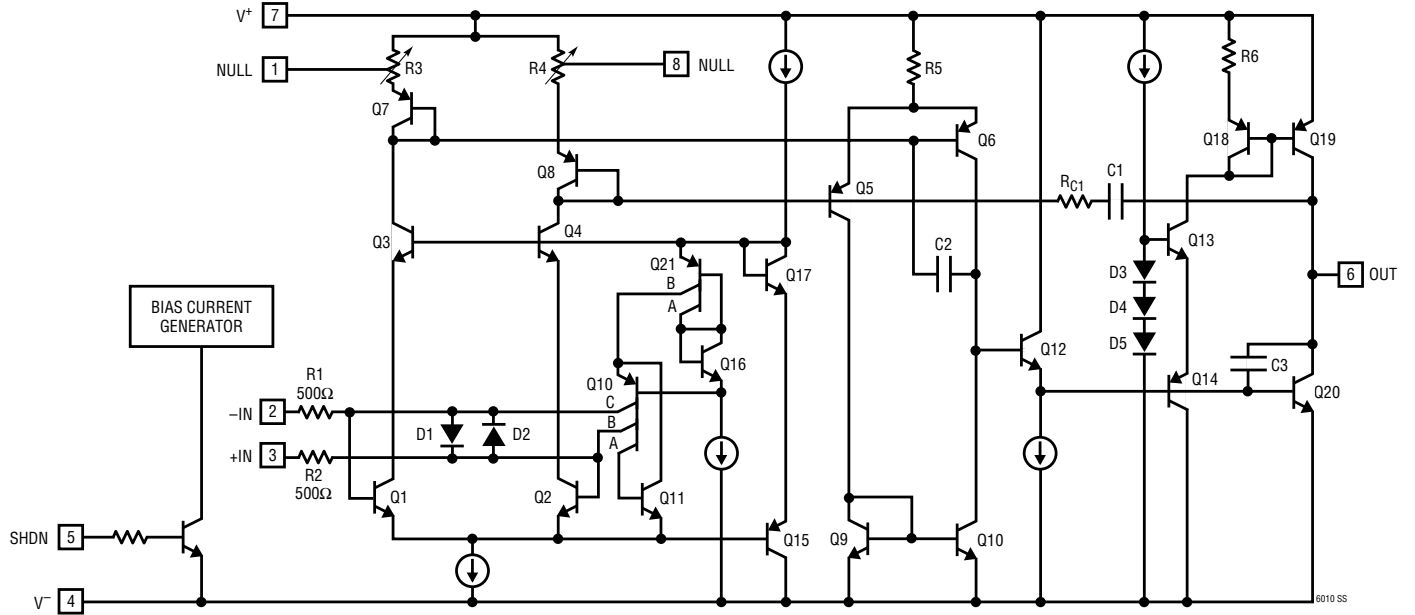 V+ 7
NULL 1
R3
R4
8 NULL
R5
R6
Q7
Q6
Q18
Q19
Q8
Q5
RC1
C1
Q3
Q4
Q13
Q21
Q17
C2
B
A
D3
6 OUT
BIAS CURRENT
GENERATOR
D4
D5
Q16
Q12
C3
R1
500Ω
Q10
Q14
Q20
–IN 2
C
B
D1
D2
A
+IN 3
R2
500Ω
Q1
Q2
Q11
SHDN 5
Q15
Q9
Q10
V– 4
6010 SS